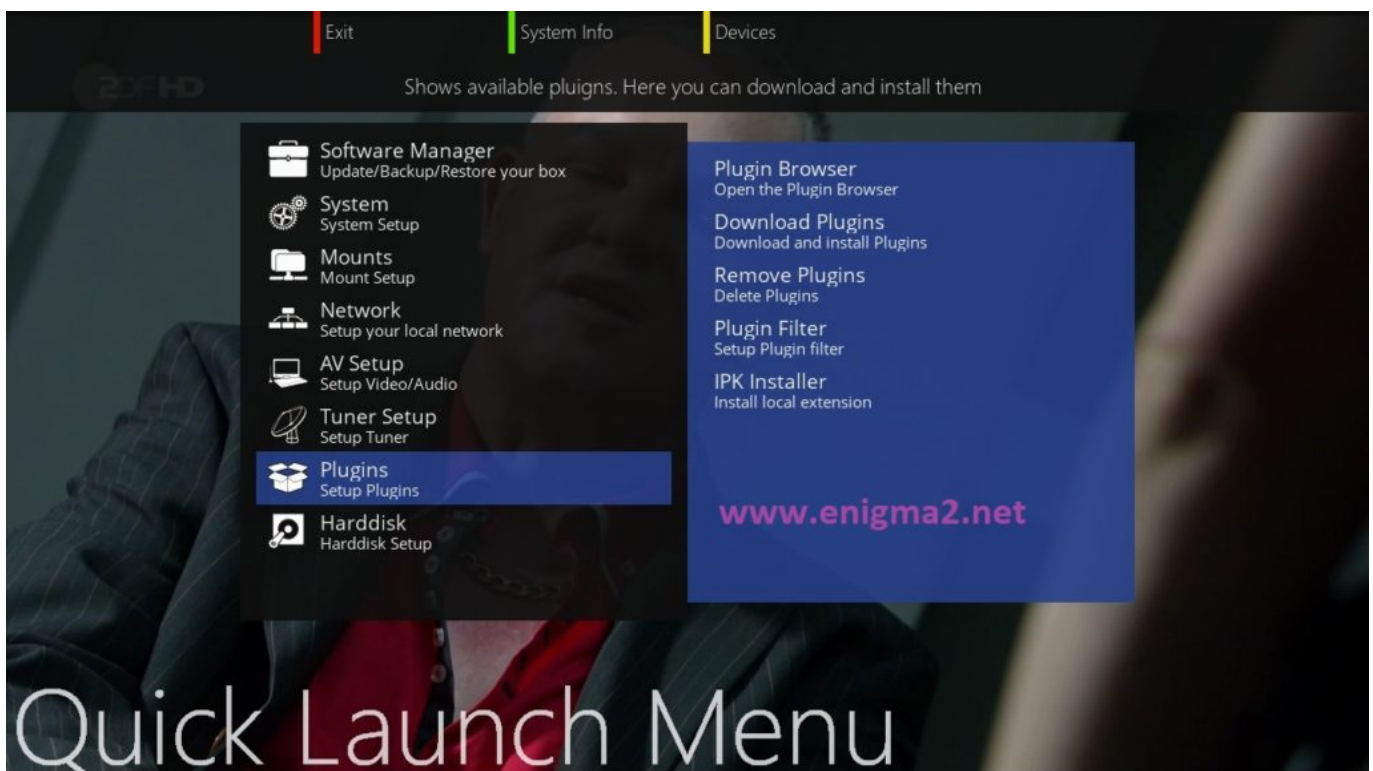 Exit
System Info
Devices
ZDF HD
Shows available pluigns. Here you can download and install them
Software Manager
Update/Backup/Restore your box
System
System Setup
Mounts
Mount Setup
Network
Setup your local network
AV Setup
Setup Video/Audio
Tuner Setup
Setup Tuner
Plugins
Setup Plugins
Harddisk
Harddisk Setup
Plugin Browser
Open the Plugin Browser
Download Plugins
Download and install Plugins
Remove Plugins
Delete Plugins
Plugin Filter
Setup Plugin filter
IPK Installer
Install local extension
www.enigma2.net
Quick Launch Menu